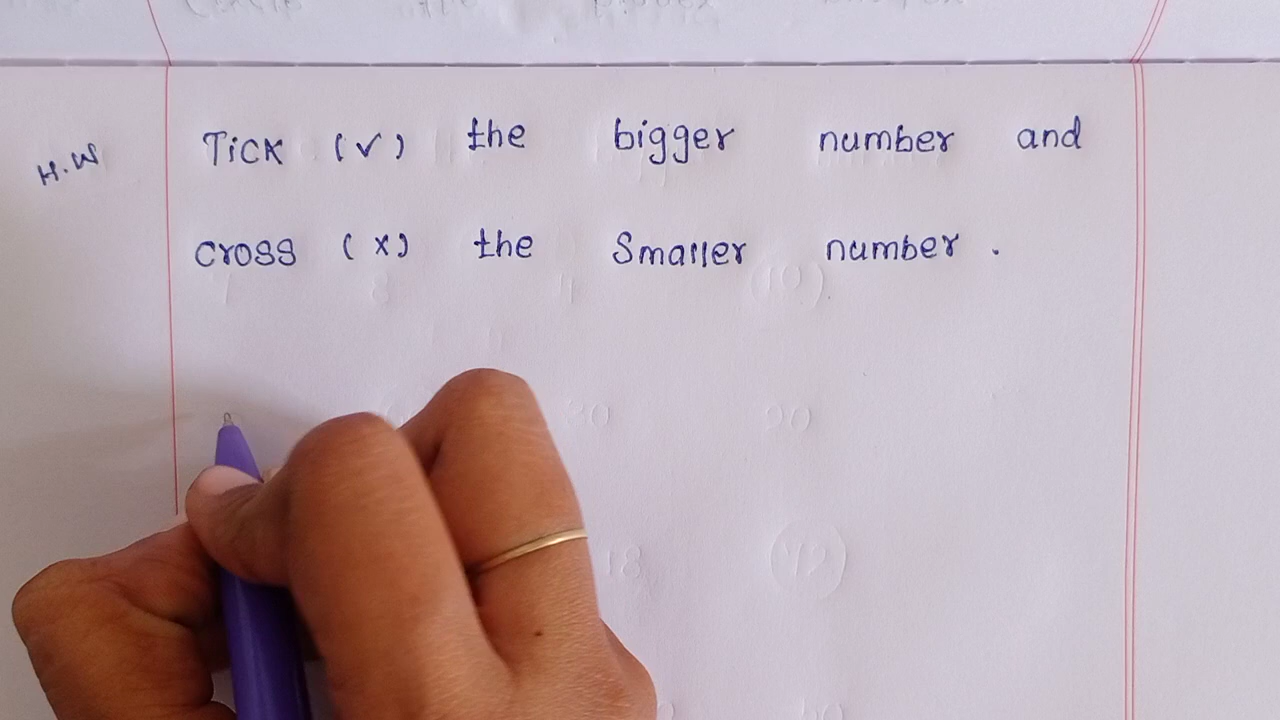 H.W
Tick (✓) the bigger number and
cross (x) the smaller number .